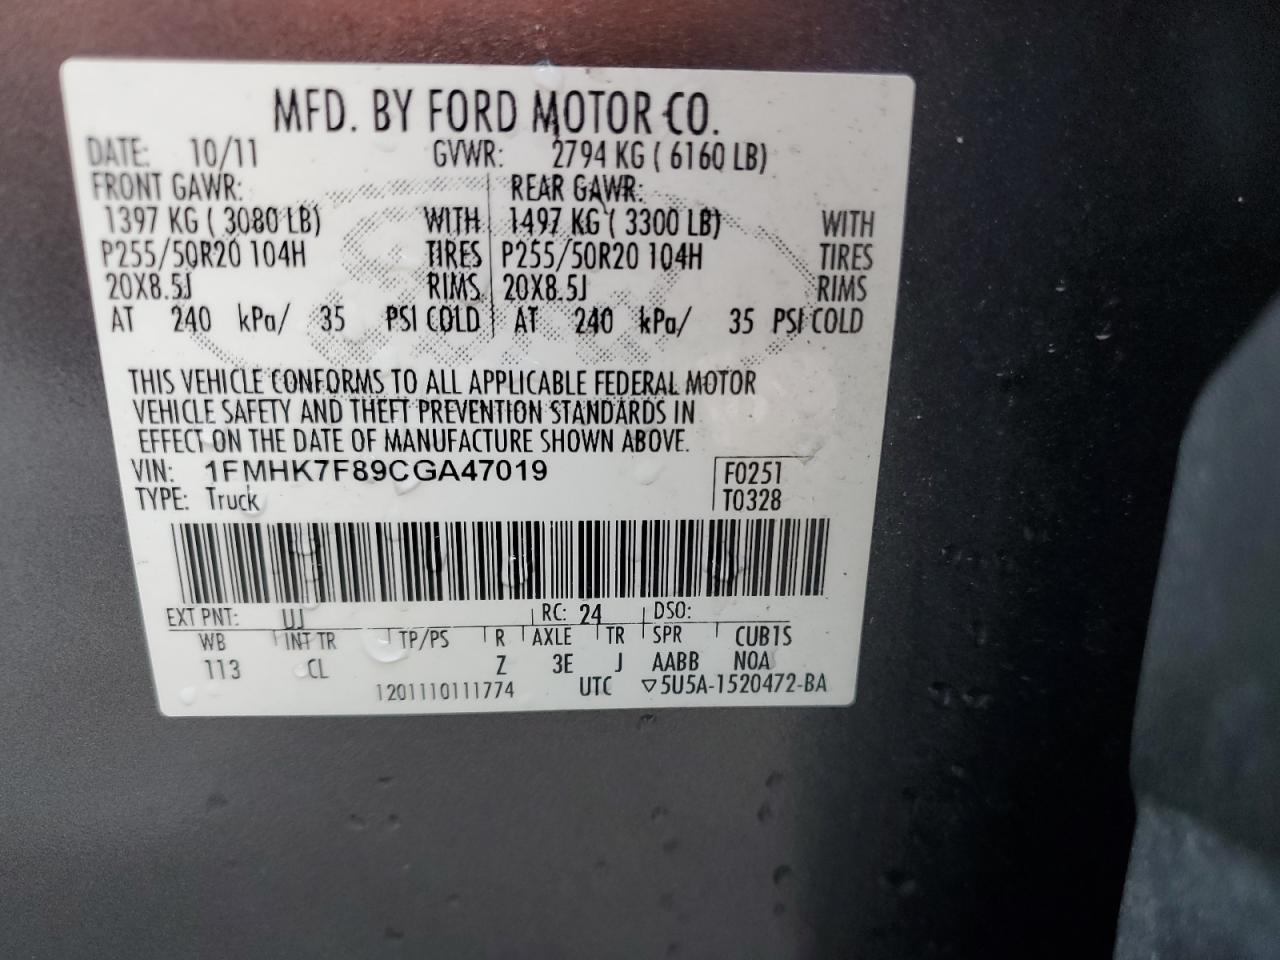 MFD. BY FORD MOTOR CO.
DATE: 10/11 GVWR: 2794 KG ( 6160 LB)
FRONT GAWR: REAR GAWR:
1397 KG ( 3080 LB) WITH 1497 KG ( 3300 LB) WITH
P255/50R20 104H TIRES P255/50R20 104H TIRES
20X8.5J RIMS 20X8.5J RIMS
AT 240 kPa/ 35 PSI COLD AT 240 kPa/ 35 PSI COLD
THIS VEHICLE CONFORMS TO ALL APPLICABLE FEDERAL MOTOR
VEHICLE SAFETY AND THEFT PREVENTION STANDARDS IN
EFFECT ON THE DATE OF MANUFACTURE SHOWN ABOVE.
VIN: 1FMHK7F89CGA47019 F0251
TYPE: Truck T0328
EXT PNT: UJ RC: 24 DSO:
WB INT TR TP/PS R AXLE TR SPR CUB1S
113 CL Z 3E J AABB NOA
1201110111774 UTC ▽5U5A-1520472-BA